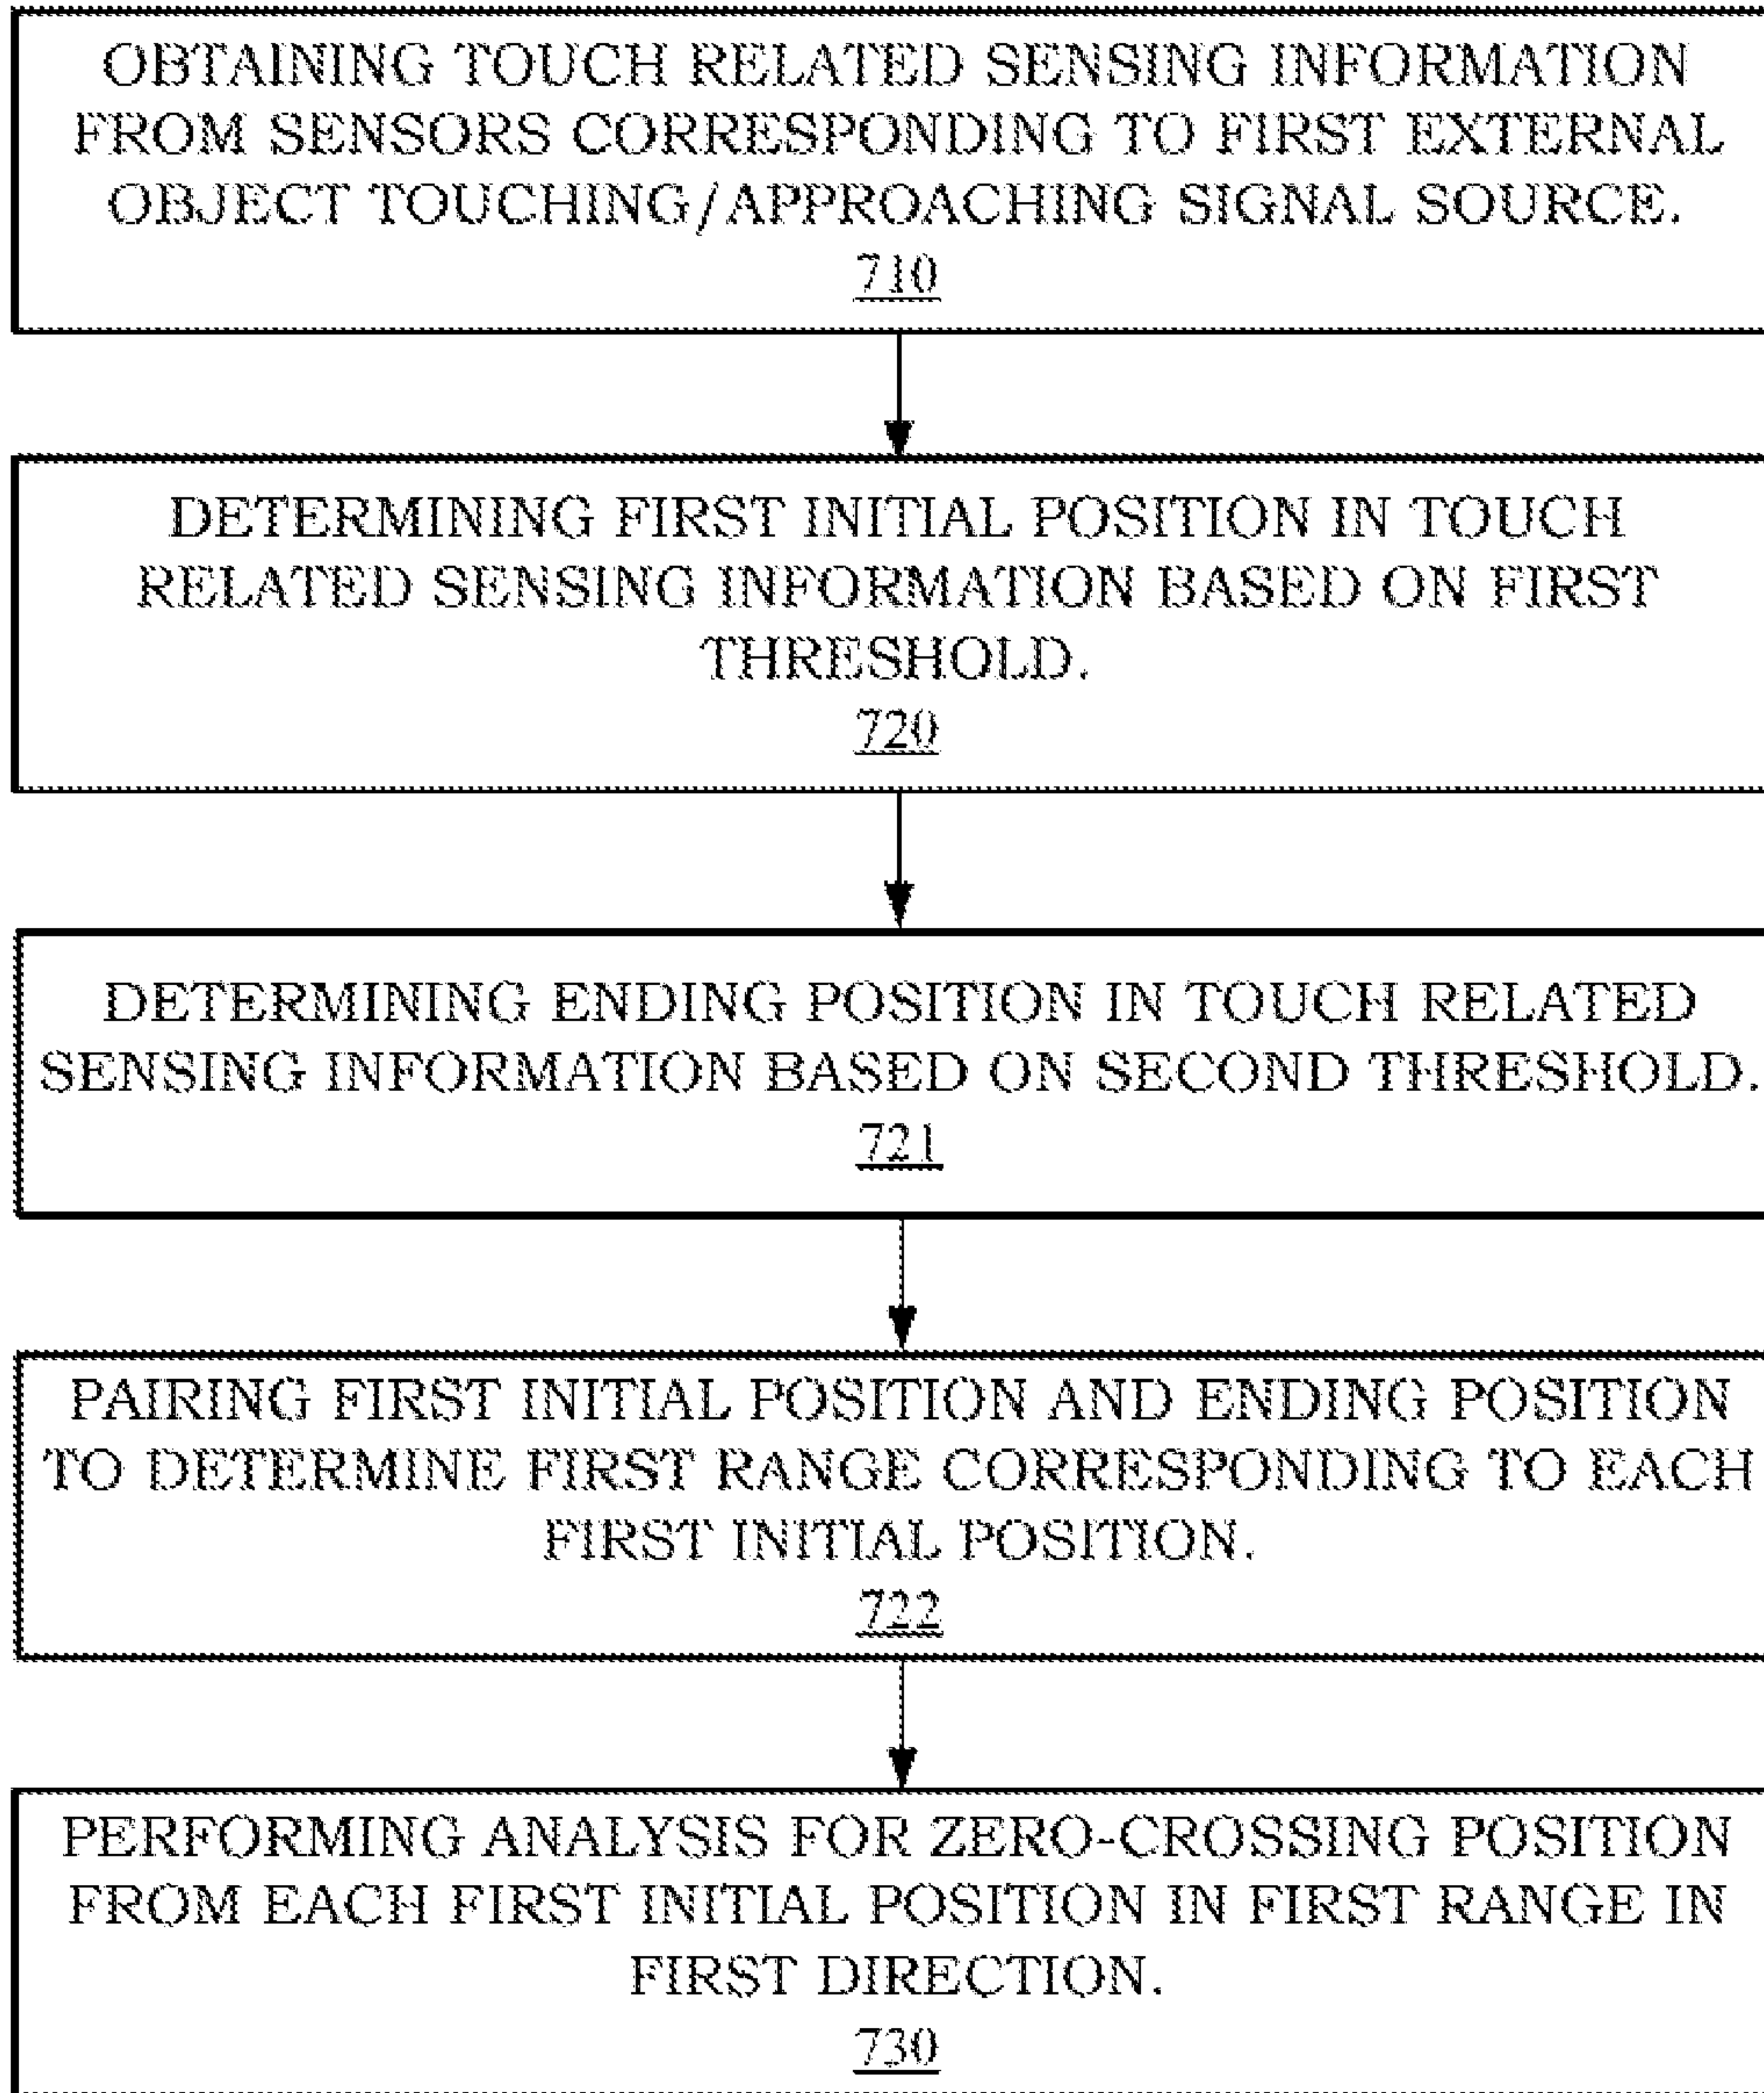 OBTAINING TOUCH RELATED SENSING INFORMATION
FROM SENSORS CORRESPONDING TO FIRST EXTERNAL
OBJECT TOUCHING/APPROACHING SIGNAL SOURCE.
710
DETERMINING FIRST INITIAL POSITION IN TOUCH
RELATED SENSING INFORMATION BASED ON FIRST
THRESHOLD.
720
DETERMINING ENDING POSITION IN TOUCH RELATED
SENSING INFORMATION BASED ON SECOND THRESHOLD.
721
PAIRING FIRST INITIAL POSITION AND ENDING POSITION
TO DETERMINE FIRST RANGE CORRESPONDING TO EACH
FIRST INITIAL POSITION.
722
PERFORMING ANALYSIS FOR ZERO-CROSSING POSITION
FROM EACH FIRST INITIAL POSITION IN FIRST RANGE IN
FIRST DIRECTION.
730